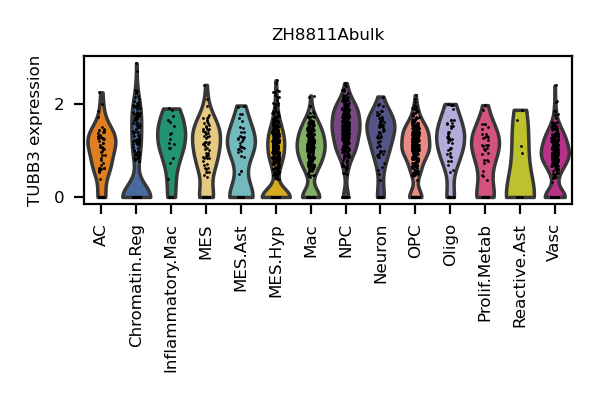 ZH8811Abulk
TUBB3 expression
2
0
AC
Chromatin.Reg
Inflammatory.Mac
MES
MES.Ast
MES.Hyp
Mac
NPC
Neuron
OPC
Oligo
Prolif.Metab
Reactive.Ast
Vasc